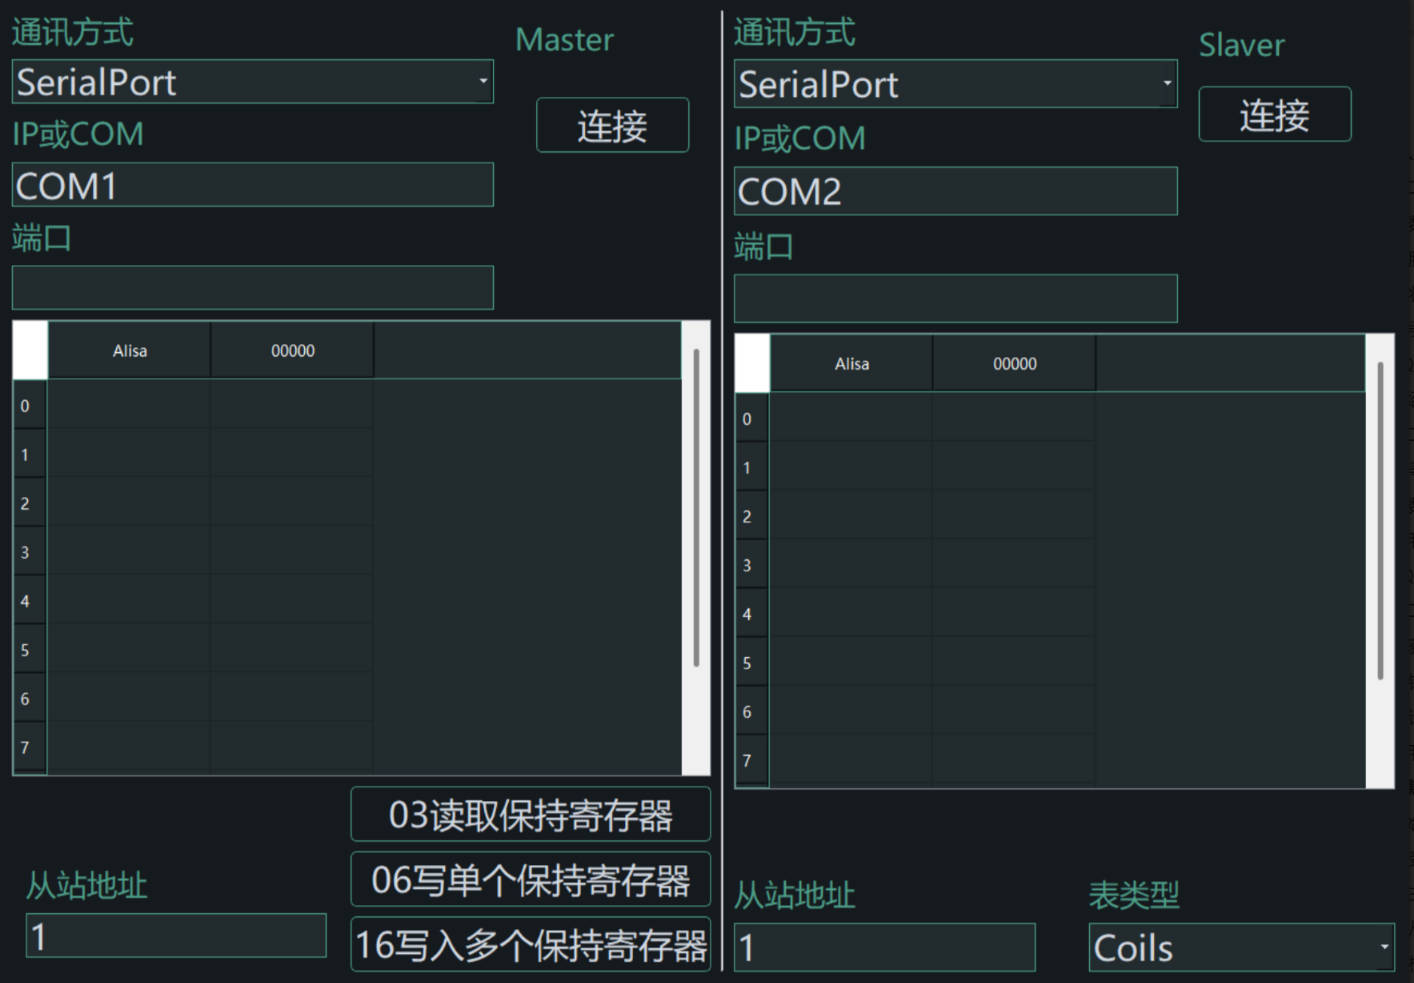 通讯方式
Master
SerialPort
连接
IP或COM
COM1
端口
Alisa 00000
0
1
2
3
4
5
6
7
03读取保持寄存器
06写单个保持寄存器
16写入多个保持寄存器
从站地址
1
通讯方式
Slaver
SerialPort
连接
IP或COM
COM2
端口
Alisa 00000
0
1
2
3
4
5
6
7
从站地址
表类型
1
Coils